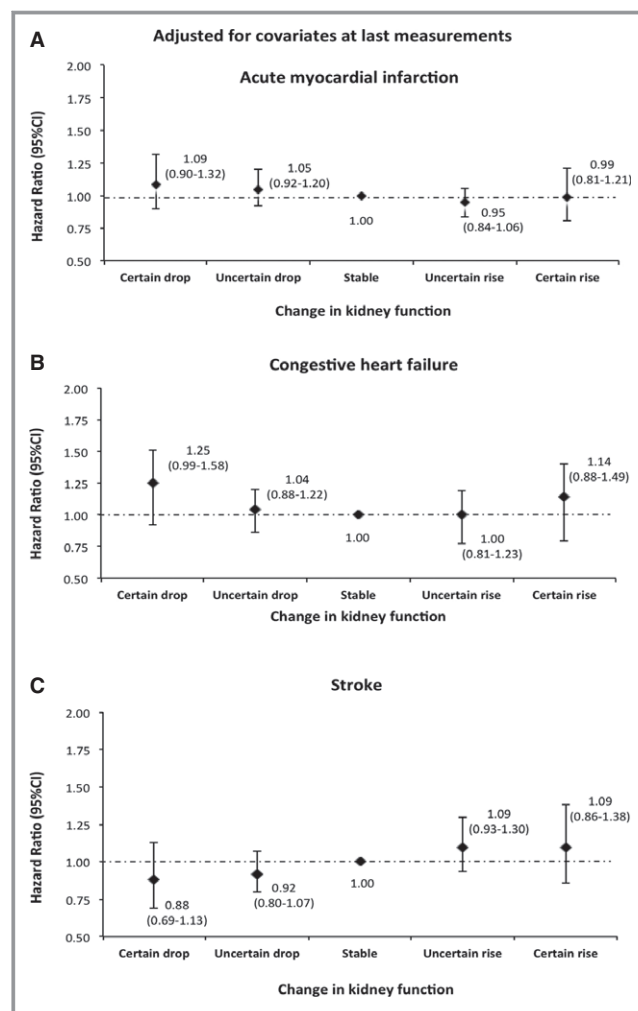 A
Adjusted for covariates at last measurements
Acute myocardial infarction
Hazard Ratio (95%CI)
2.00
1.75
1.50
1.25
1.00
0.75
0.50
1.09
(0.90-1.32)
1.05
(0.92-1.20)
1.00
0.95
(0.84-1.06)
0.99
(0.81-1.21)
Certain drop
Uncertain drop
Stable
Uncertain rise
Certain rise
Change in kidney function
B
Congestive heart failure
Hazard Ratio (95%CI)
2.00
1.75
1.50
1.25
1.00
0.75
0.50
1.25
(0.99-1.58)
1.04
(0.88-1.22)
1.00
1.00
(0.81-1.23)
1.14
(0.88-1.49)
Certain drop
Uncertain drop
Stable
Uncertain rise
Certain rise
Change in kidney function
C
Stroke
Hazard Ratio (95%CI)
2.00
1.75
1.50
1.25
1.00
0.75
0.50
0.88
(0.69-1.13)
0.92
(0.80-1.07)
1.00
1.09
(0.93-1.30)
1.09
(0.86-1.38)
Certain drop
Uncertain drop
Stable
Uncertain rise
Certain rise
Change in kidney function